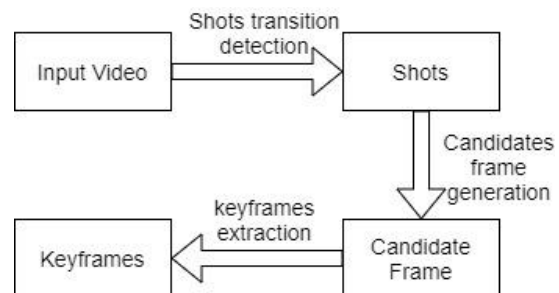 Input Video
Shots transition
detection
Shots
Candidates
frame
generation
Candidate
Frame
keyframes
extraction
Keyframes